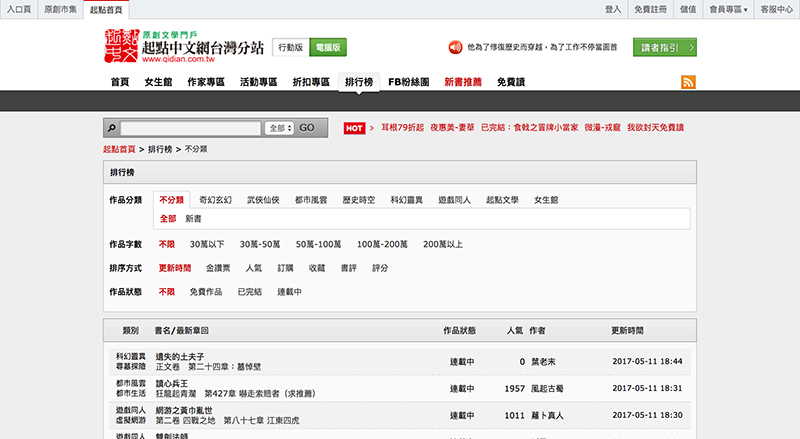 入口頁 原創市集 起點首頁 登入 免費註冊 儲值 會員專區▼ 客服中心
原創文學門戶
起點中文網台灣分站
www.qidian.com.tw
行動版 電腦版
他為了修復歷史而穿越,為了工作不停當面首
讀者指引
首頁 女生館 作家專區 活動專區 折扣專區 排行榜 FB粉絲團 新書推薦 免費讀
全部 GO HOT » 耳根79折起 夜惠美-妻華 已完結:食戟之冒牌小當家 微漫-戎寵 我欲封天免費讀
起點首頁 > 排行榜 > 不分類
排行榜
作品分類 不分類 奇幻玄幻 武俠仙俠 都市風雲 歷史時空 科幻靈異 遊戲同人 起點文學 女生館
全部 新書
作品字數 不限 30萬以下 30萬-50萬 50萬-100萬 100萬-200萬 200萬以上
排序方式 更新時間 金讚票 人氣 訂購 收藏 書評 評分
作品狀態 不限 免費作品 已完結 連載中
類別 書名/最新章回 作品狀態 人氣 作者 更新時間
科幻靈異 遺失的土夫子
尋墓探險 正文卷 第二十四章:墓悼壁 連載中 0 葉老末 2017-05-11 18:44
都市風雲 讀心兵王
都市生活 狂龍起青瀾 第427章 嚇走索賠者(求推薦) 連載中 1957 風起古蜀 2017-05-11 18:31
遊戲同人 網游之黃巾亂世
虛擬網游 第二卷 四戰之地 第八十七章 江東四虎 連載中 1011 蘿卜真人 2017-05-11 18:30